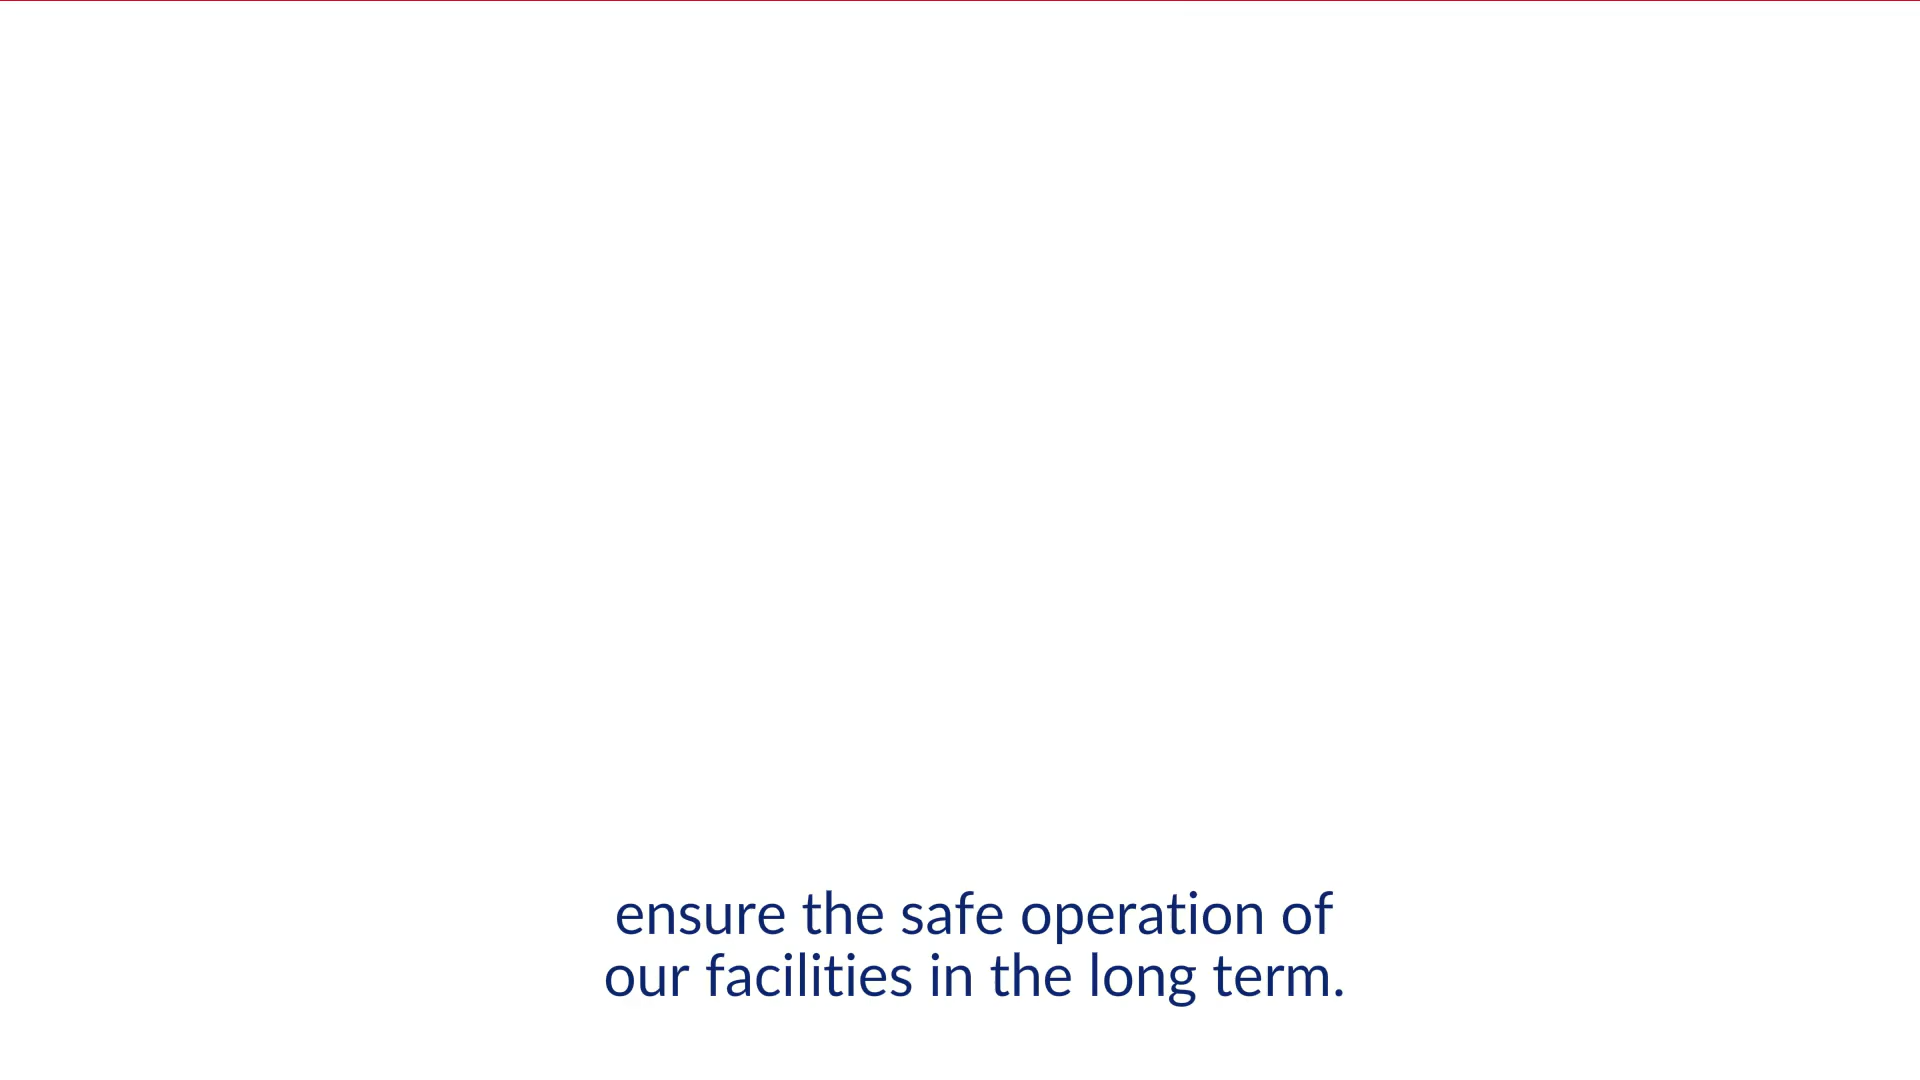 ensure the safe operation of
our facilities in the long term.